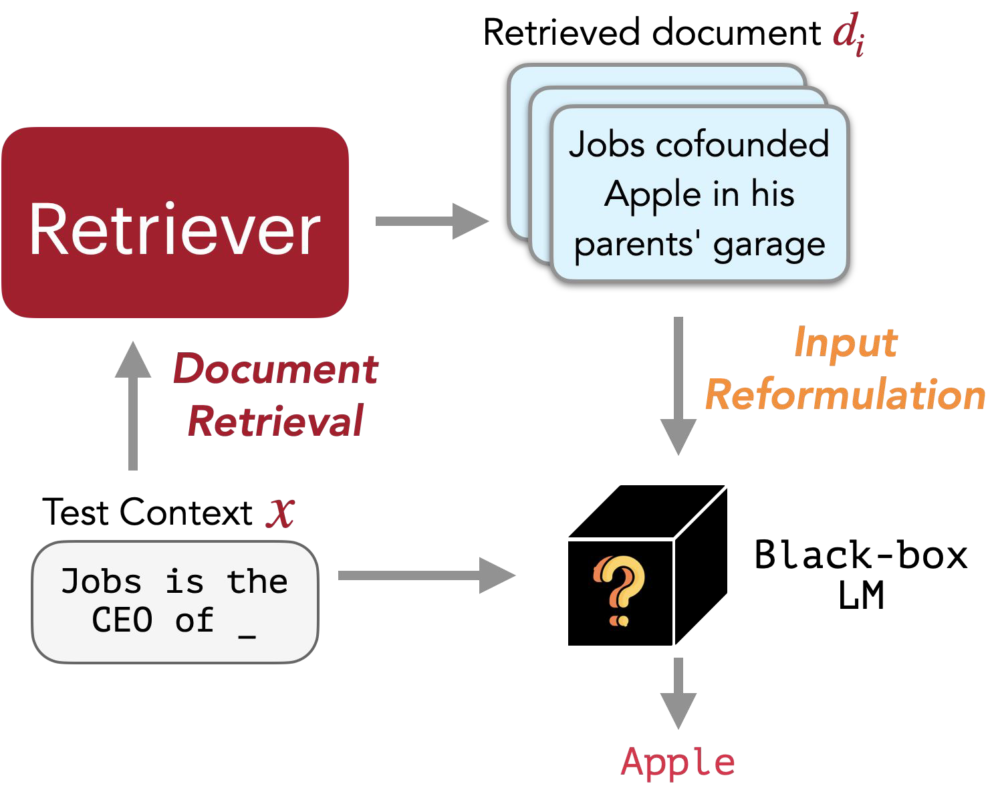 Retrieved document dᵢ
Jobs cofounded
Apple in his
parents' garage
Retriever
Document
Retrieval
Input
Reformulation
Test Context x
Jobs is the
CEO of _
?
Black-box
LM
Apple